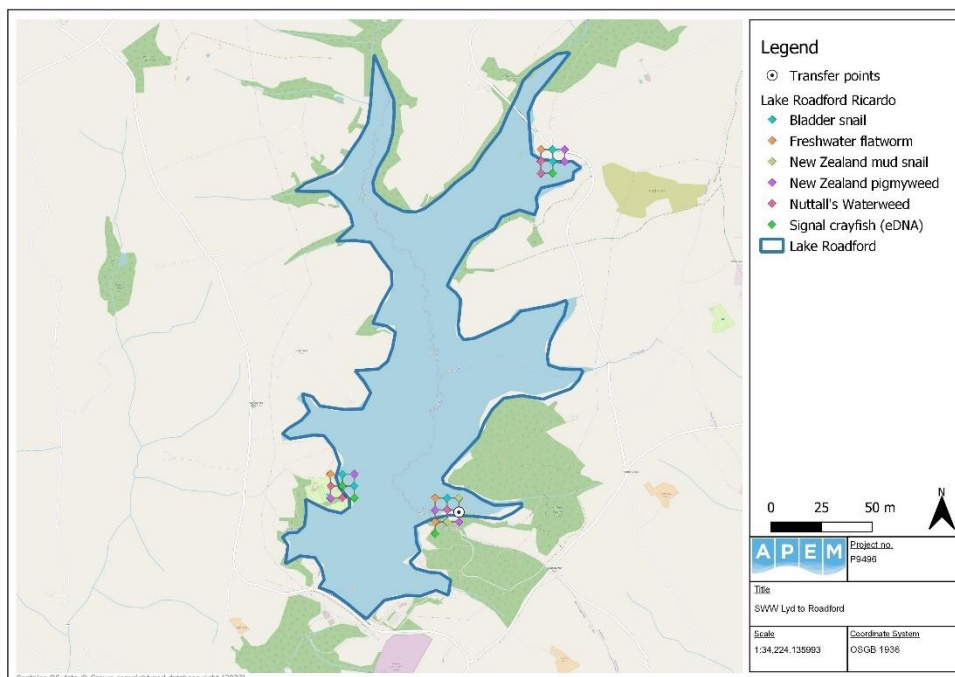 Legend
Transfer points
Lake Roadford Ricardo
Bladder snail
Freshwater flatworm
New Zealand mud snail
New Zealand pigmyweed
Nuttall's Waterweed
Signal crayfish (eDNA)
Lake Roadford
N
0 25 50 m
APEM
Project no.
P9496
Title
SWW Lyd to Roadford
Scale
1:34,224.135993
Coordinate System
OSGB 1936